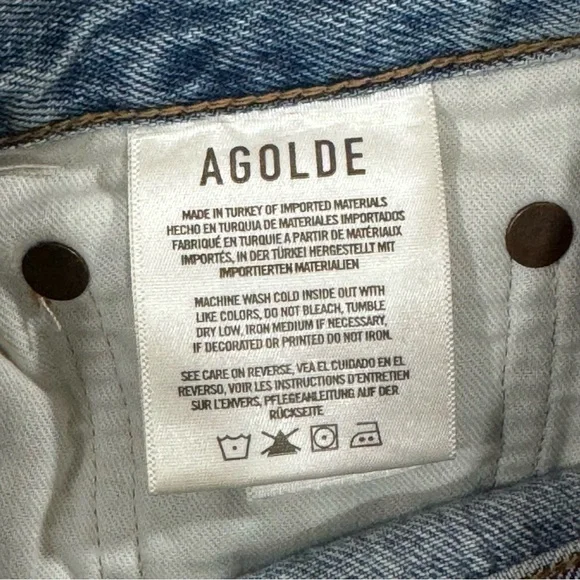 AGOLDE
MADE IN TURKEY OF IMPORTED MATERIALS
HECHO EN TURQUIA DE MATERIALES IMPORTADOS
FABRIQUÉ EN TURQUIE A PARTIR DE MATÉRIAUX
IMPORTÉS, IN DER TÜRKEI HERGESTELLT MIT
IMPORTIERTEN MATERIALIEN
MACHINE WASH COLD INSIDE OUT WITH
LIKE COLORS, DO NOT BLEACH, TUMBLE
DRY LOW, IRON MEDIUM IF NECESSARY,
IF DECORATED OR PRINTED DO NOT IRON.
SEE CARE ON REVERSE, VEA EL CUIDADO EN EL
REVERSO, VOIR LES INSTRUCTIONS D'ENTRETIEN
SUR L'ENVERS, PFLEGEANLEITUNG AUF DER
RÜCKSEITE